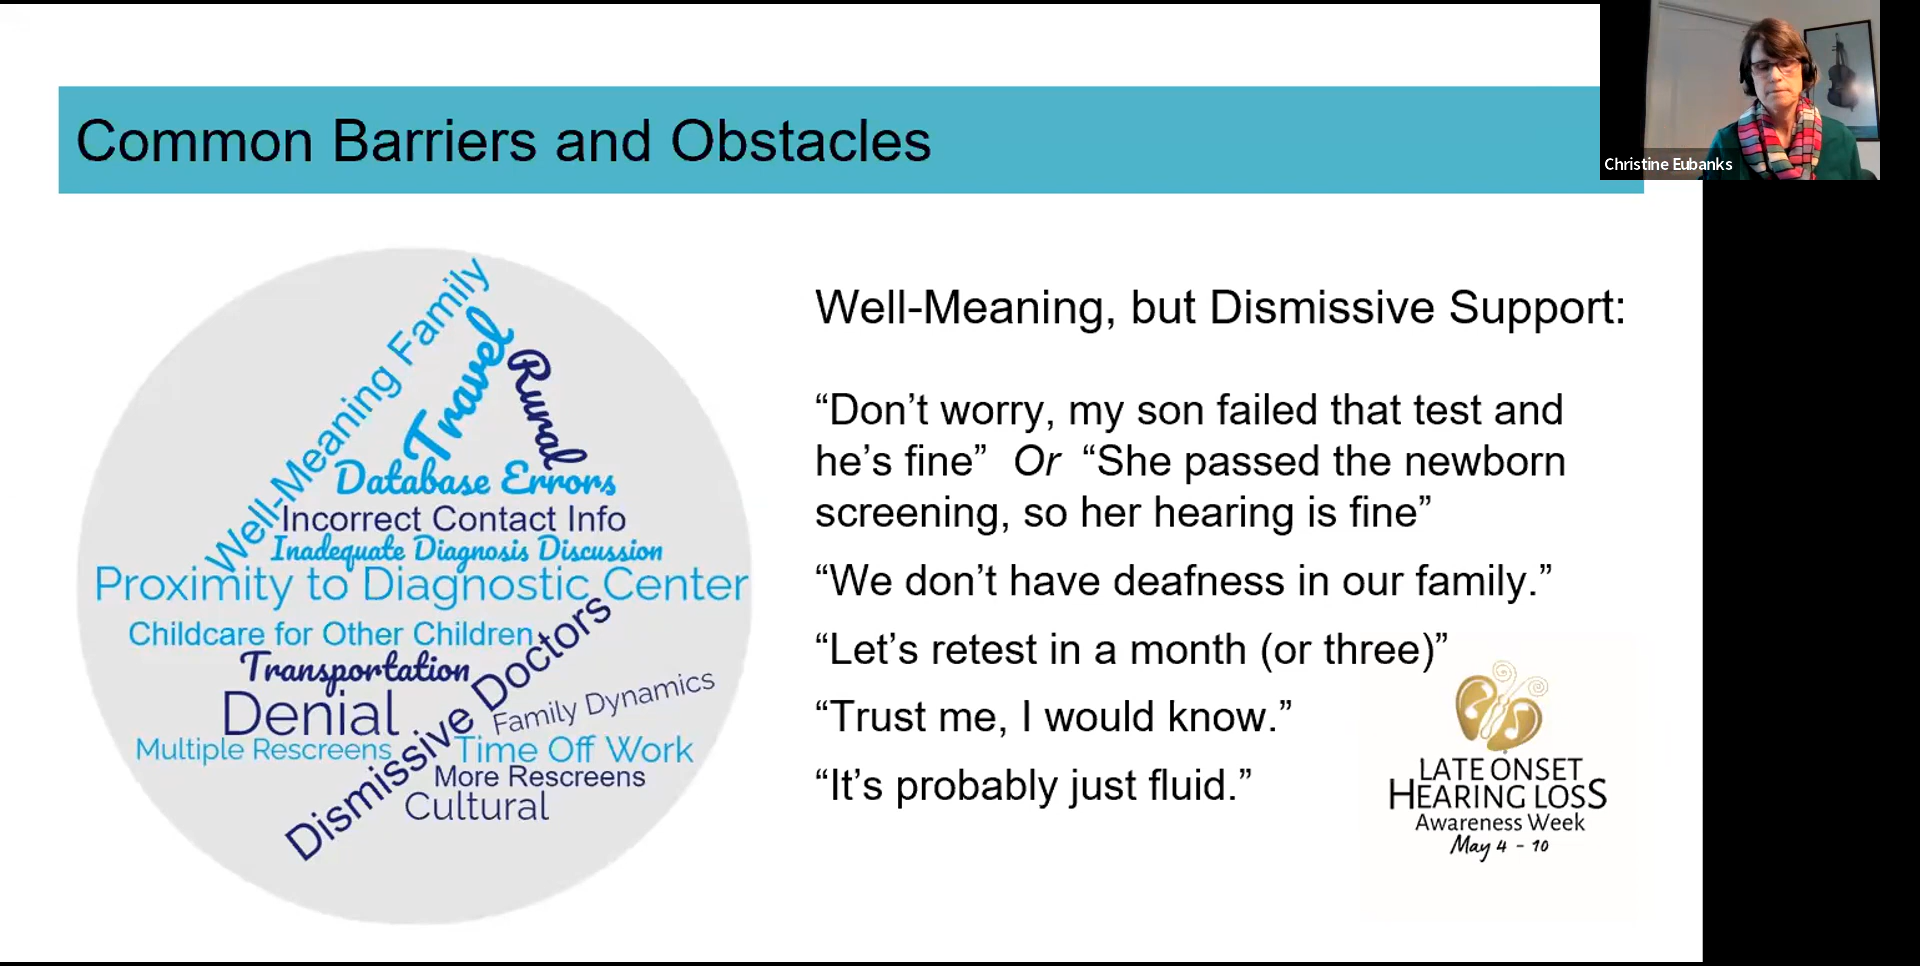 Common Barriers and Obstacles
Christine Eubanks
Well-Meaning Family
Travel
Rural
Database Errors
Incorrect Contact Info
Inadequate Diagnosis Discussion
Proximity to Diagnostic Center
Childcare for Other Children
Transportation
Dismissive Doctors
Denial
Family Dynamics
Multiple Rescreens
Time Off Work
More Rescreens
Cultural
Well-Meaning, but Dismissive Support:
“Don’t worry, my son failed that test and
he’s fine” Or “She passed the newborn
screening, so her hearing is fine”
“We don’t have deafness in our family.”
“Let’s retest in a month (or three)”
“Trust me, I would know.”
“It’s probably just fluid.”
LATE ONSET
HEARING LOSS
Awareness Week
May 4 - 10